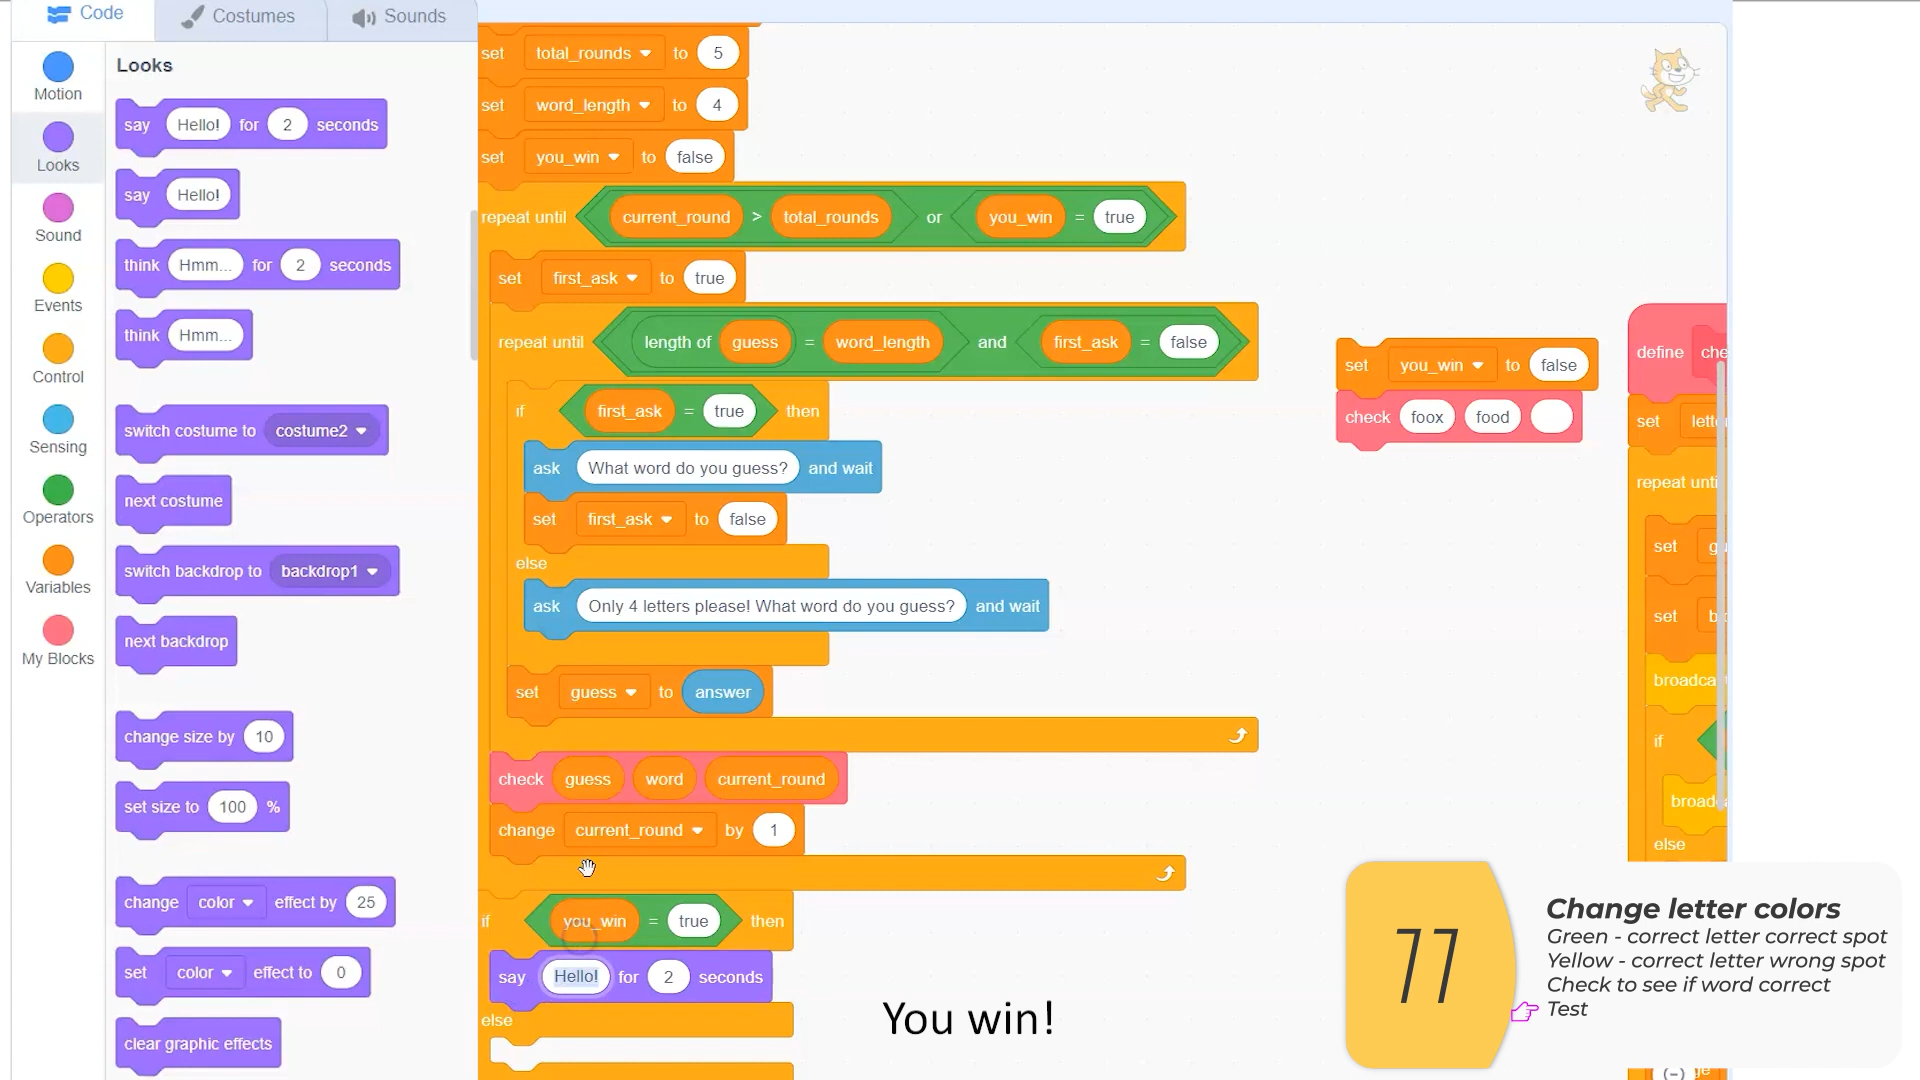 Code
Costumes
Sounds
Motion
Looks
Sound
Events
Control
Sensing
Operators
Variables
My Blocks
Looks
say Hello! for 2 seconds
say Hello!
think Hmm... for 2 seconds
think Hmm...
switch costume to costume2
next costume
switch backdrop to backdrop1
next backdrop
change size by 10
set size to 100 %
change color effect by 25
set color effect to 0
clear graphic effects
set total_rounds to 5
set word_length to 4
set you_win to false
repeat until current_round > total_rounds or you_win = true
set first_ask to true
repeat until length of guess = word_length and first_ask = false
if first_ask = true then
ask What word do you guess? and wait
set first_ask to false
else
ask Only 4 letters please! What word do you guess? and wait
set guess to answer
check guess word current_round
change current_round by 1
if you_win = true then
say Hello! for 2 seconds
else
set you_win to false
check foox food
define che
set lette
repeat until
set
set
broadca
if
broad
else
You win!
77
Change letter colors
Green - correct letter correct spot
Yellow - correct letter wrong spot
Check to see if word correct
Test